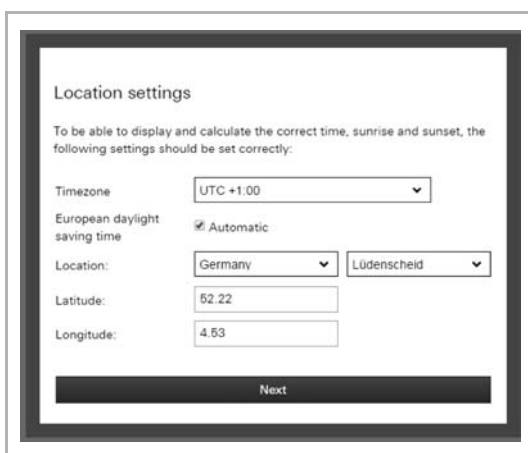 Location settings
To be able to display and calculate the correct time, sunrise and sunset, the
following settings should be set correctly:
Timezone UTC +1:00
European daylight
saving time Automatic
Location: Germany Lüdenscheid
Latitude: 52.22
Longitude: 4.53
Next